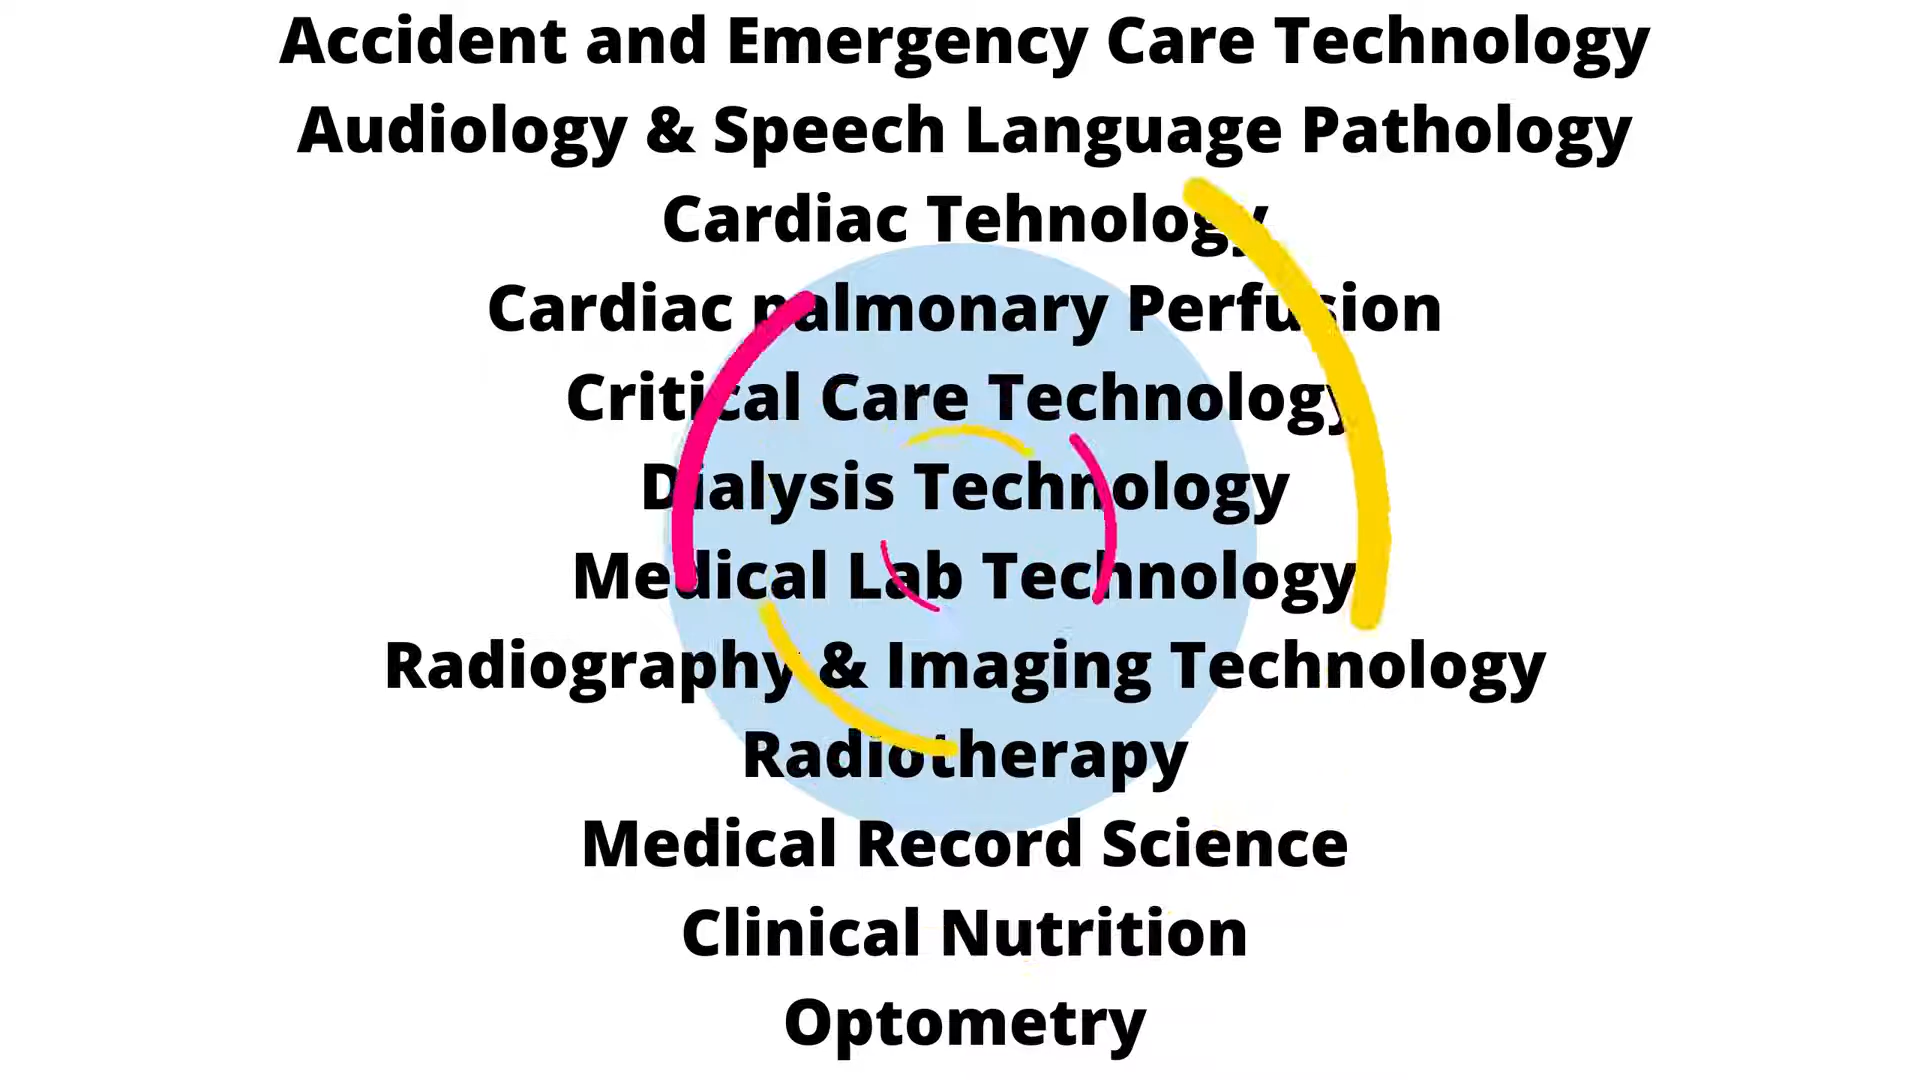 Accident and Emergency Care Technology
Audiology & Speech Language Pathology
Cardiac Tehnology
Cardiac palmonary Perfusion
Critical Care Technology
Dialysis Technology
Medical Lab Technology
Radiography & Imaging Technology
Radiotherapy
Medical Record Science
Clinical Nutrition
Optometry